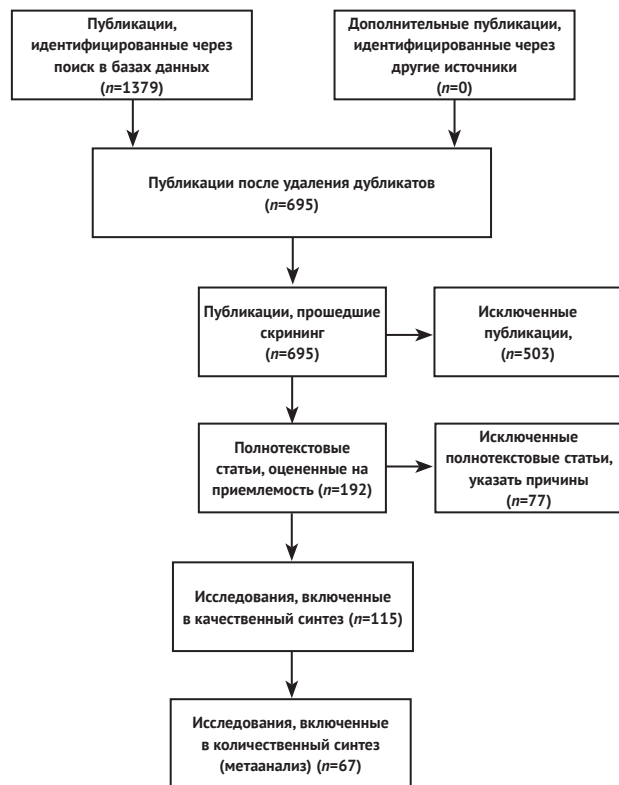 Публикации,
идентифицированные через
поиск в базах данных
(n=1379)
Дополнительные публикации,
идентифицированные через
другие источники
(n=0)
Публикации после удаления дубликатов
(n=695)
Публикации, прошедшие
скрининг
(n=695)
Исключенные
публикации,
(n=503)
Полнотекстовые
статьи, оцененные на
приемлемость (n=192)
Исключенные
полнотекстовые статьи,
указать причины
(n=77)
Исследования, включенные
в качественный синтез (n=115)
Исследования, включенные
в количественный синтез
(метаанализ) (n=67)